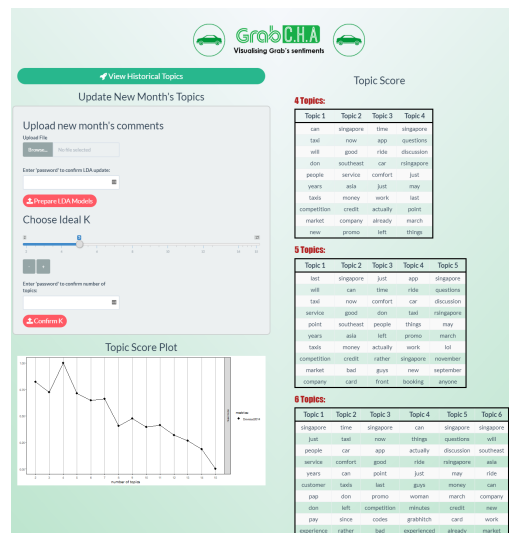 GrabC.H.A
Visualising Grab's sentiments
View Historical Topics
Update New Month's Topics
Upload new month's comments
Upload File
Browse... No file selected
Enter 'password' to confirm LDA update:
Prepare LDA Models
Choose Ideal K
Enter 'password' to confirm number of
topics:
Confirm K
Topic Score Plot
number of topics
Topic Score
4 Topics:
Topic 1 Topic 2 Topic 3 Topic 4
can singapore time singapore
taxi now app questions
will good ride discussion
don southeast car rsingapore
people service comfort just
years asia just may
taxis money work last
competition credit actually point
market company already march
new promo left things
5 Topics:
Topic 1 Topic 2 Topic 3 Topic 4 Topic 5
last singapore just app singapore
will can time ride questions
taxi now comfort car discussion
service good don taxi rsingapore
point southeast people things may
years asia left promo march
taxis money actually work lol
competition credit rather singapore november
market bad guys new september
company card front booking anyone
6 Topics:
Topic 1 Topic 2 Topic 3 Topic 4 Topic 5 Topic 6
singapore time singapore can singapore singapore
just taxi now things questions will
people car app actually discussion southeast
service comfort good ride rsingapore asia
years can point just may ride
customer taxis last guys money can
pap don promo woman march company
don left competition minutes credit new
pay since codes grabhitch card work
experience rather bad experienced already market